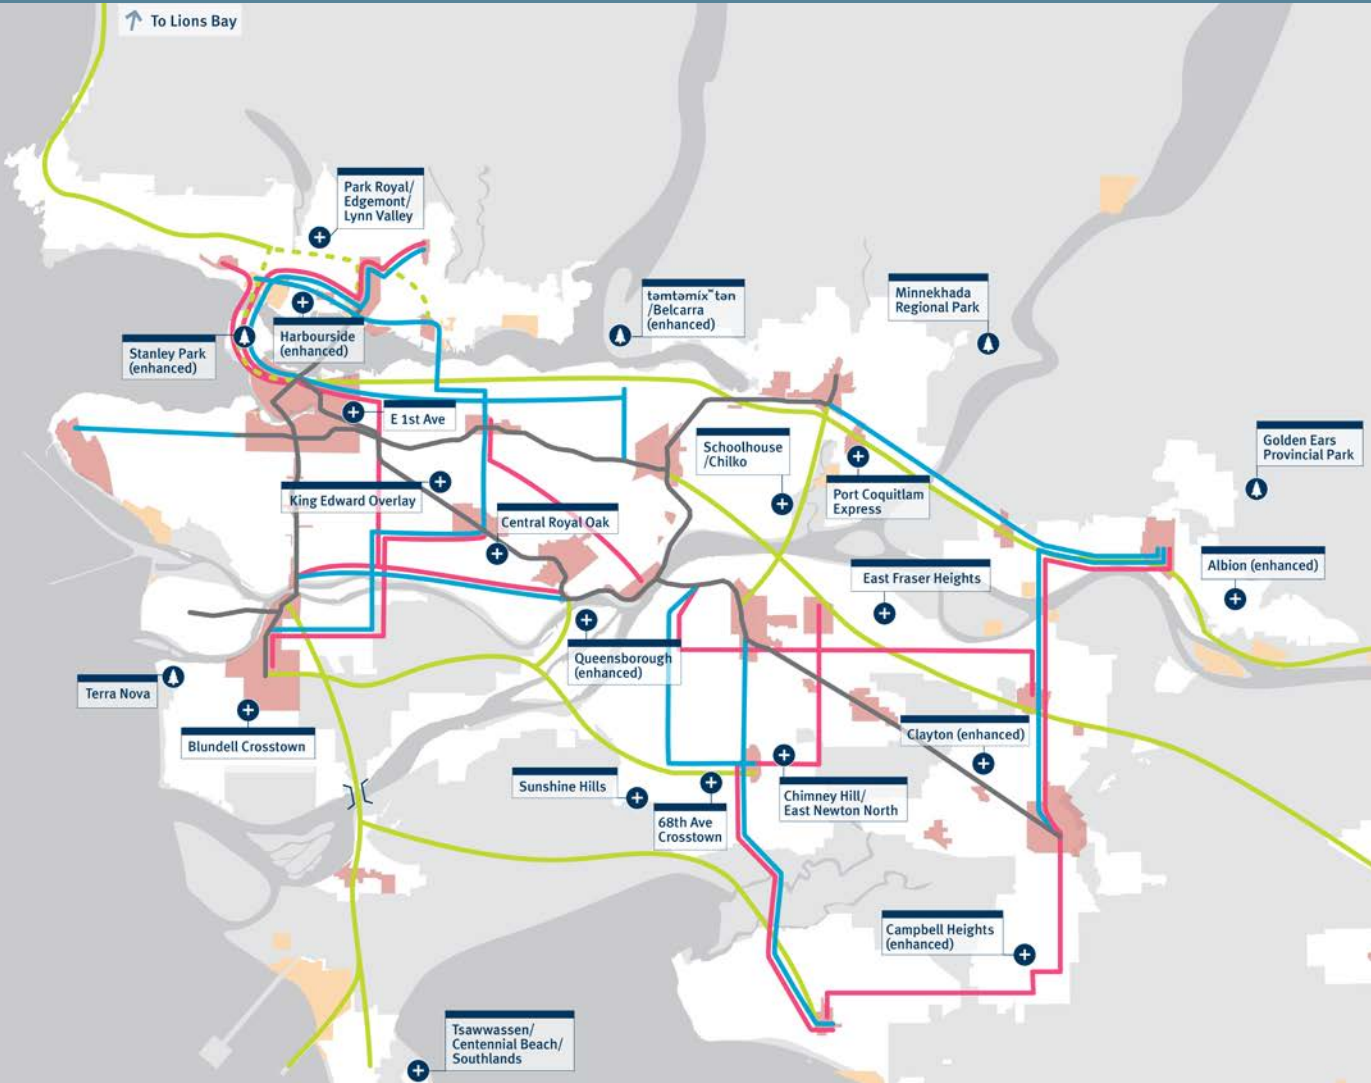 To Lions Bay
Park Royal/
Edgemont/
Lynn Valley
təmtəmíxʷtən
/Belcarra
(enhanced)
Minnekhada
Regional Park
Stanley Park
(enhanced)
Harbourside
(enhanced)
E 1st Ave
Schoolhouse
/Chilko
Golden Ears
Provincial Park
King Edward Overlay
Central Royal Oak
Port Coquitlam
Express
East Fraser Heights
Albion (enhanced)
Queensborough
(enhanced)
Terra Nova
Blundell Crosstown
Clayton (enhanced)
Sunshine Hills
68th Ave
Crosstown
Chimney Hill/
East Newton North
Campbell Heights
(enhanced)
Tsawwassen/
Centennial Beach/
Southlands